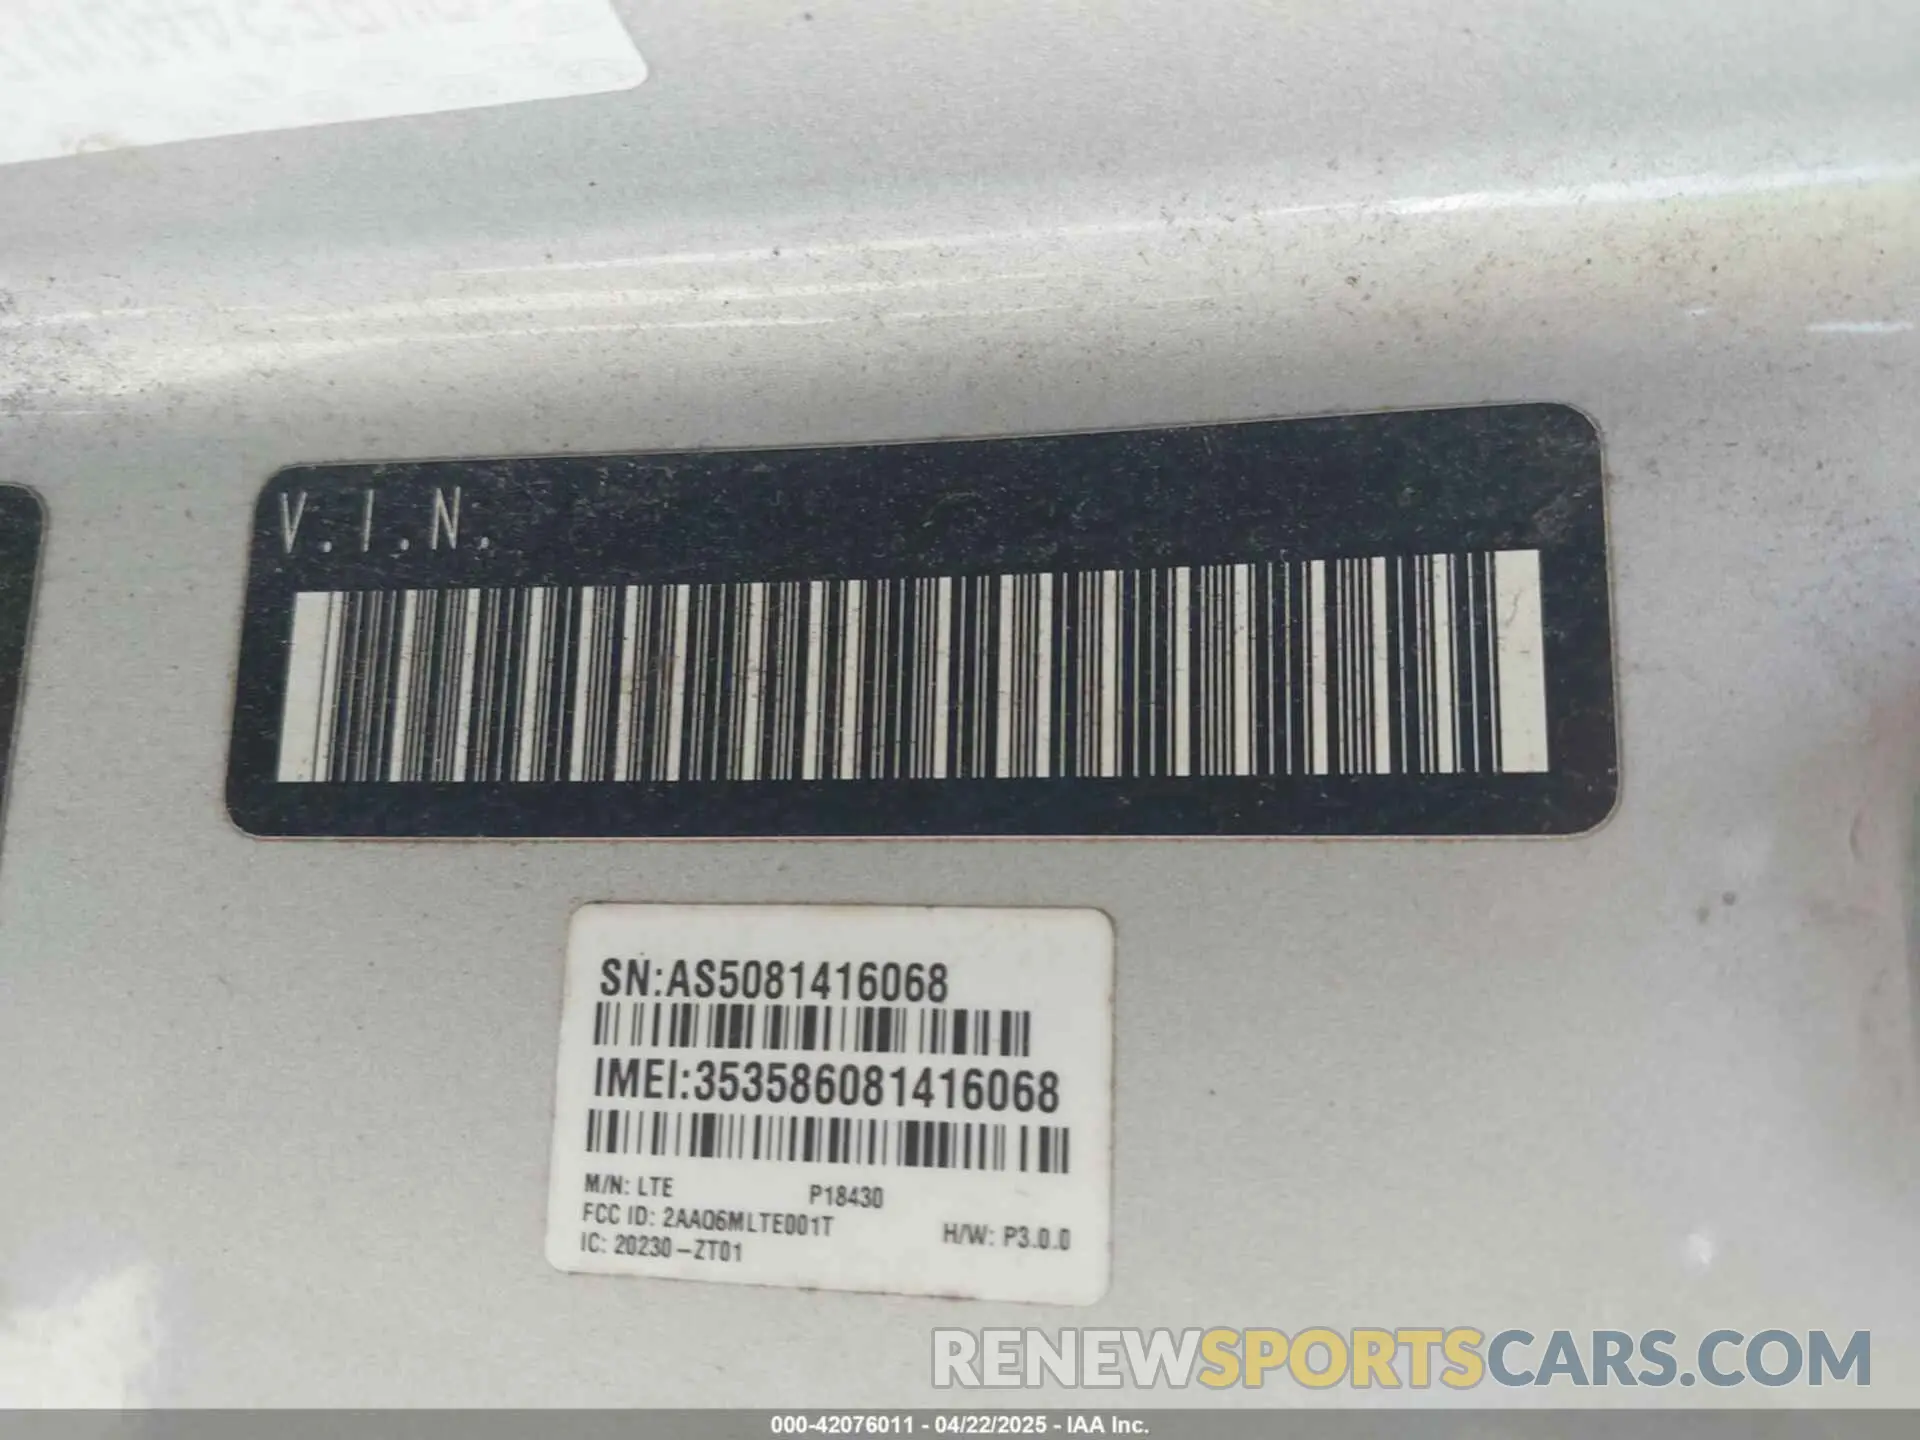 V.I.N.
SN:AS5081416068
IMEI:353586081416068
M/N: LTE P18430
FCC ID: 2AAQ6MLTE001T
H/W: P3.0.0
IC: 20230-ZT01
RENEWSPORTSCARS.COM
000-42076011 - 04/22/2025 - IAA Inc.